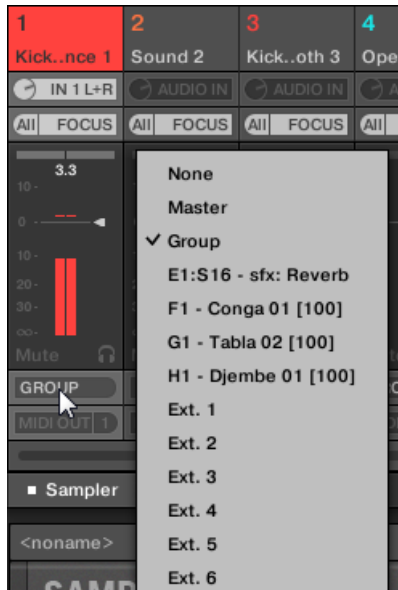 1 2 3 4
Kick..nce 1 Sound 2 Kick..oth 3 Ope
IN 1 L+R AUDIO IN AUDIO IN
All FOCUS All FOCUS All FOCUS All
3.3
10 -
0 -
10 -
20 -
30 -
∞-
Mute
GROUP
MIDI OUT 1
Sampler
<noname>
SAMP
None
Master
Group
E1:S16 - sfx: Reverb
F1 - Conga 01 [100]
G1 - Tabla 02 [100]
H1 - Djembe 01 [100]
Ext. 1
Ext. 2
Ext. 3
Ext. 4
Ext. 5
Ext. 6